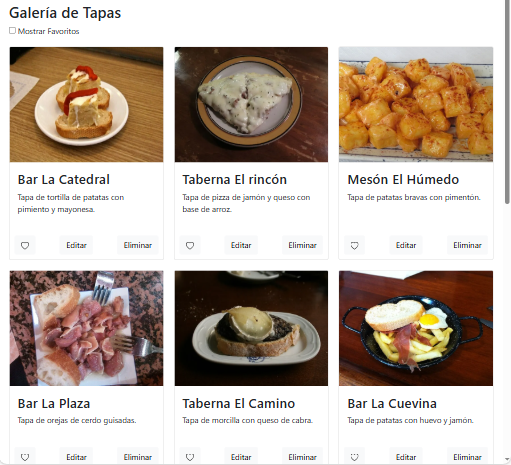 Galería de Tapas
Mostrar Favoritos
Bar La Catedral
Tapa de tortilla de patatas con
pimiento y mayonesa.
Editar
Eliminar
Taberna El rincón
Tapa de pizza de jamón y queso con
base de arroz.
Editar
Eliminar
Mesón El Húmedo
Tapa de patatas bravas con pimentón.
Editar
Eliminar
Bar La Plaza
Tapa de orejas de cerdo guisadas.
Editar
Eliminar
Taberna El Camino
Tapa de morcilla con queso de cabra.
Editar
Eliminar
Bar La Cuevina
Tapa de patatas con huevo y jamón.
Editar
Eliminar